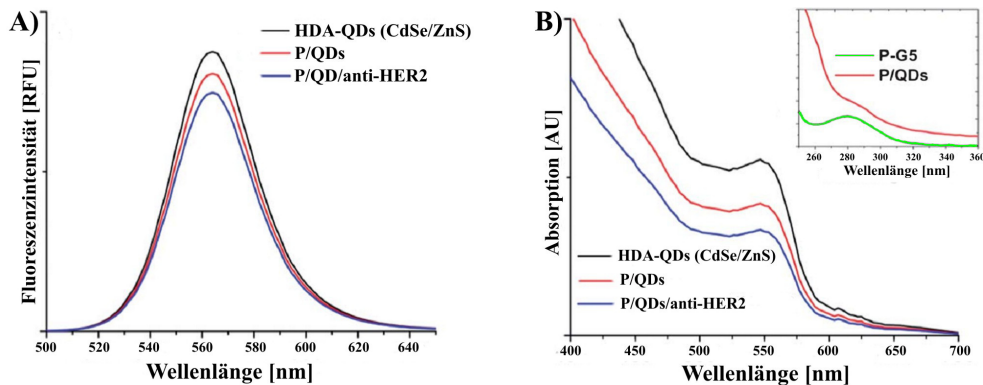 A)
HDA-QDs (CdSe/ZnS)
P/QDs
P/QD/anti-HER2
Fluoreszenzintensität [RFU]
500 520 540 560 580 600 620 640
Wellenlänge [nm]
B)
P-G5
P/QDs
260 280 300 320 340 360
Wellenlänge [nm]
Absorption [AU]
HDA-QDs (CdSe/ZnS)
P/QDs
P/QDs/anti-HER2
400 450 500 550 600 650 700
Wellenlänge [nm]